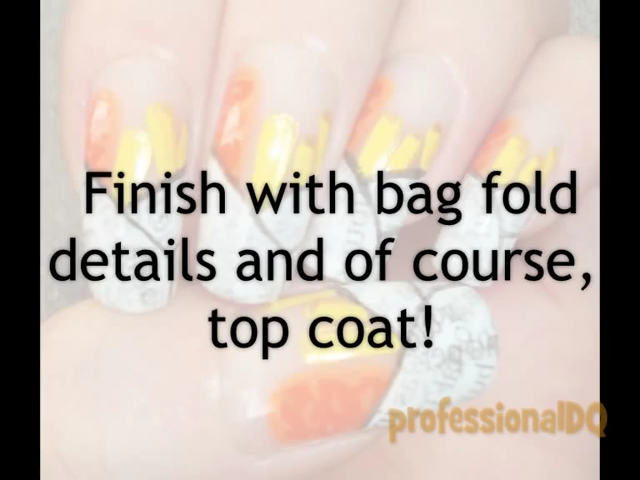 Finish with bag fold
details and of course,
top coat!
professionalDQ